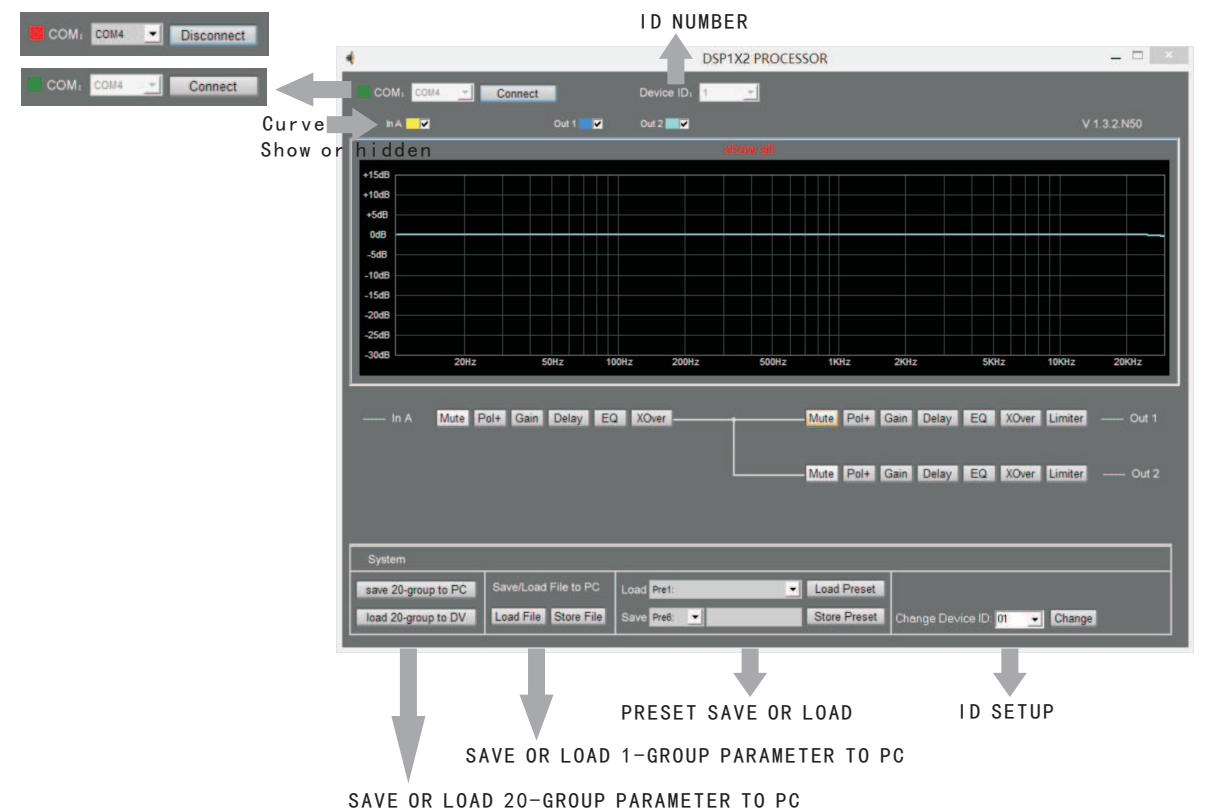 COM: COM4 Disconnect
COM: COM4 Connect
ID NUMBER
DSP1X2 PROCESSOR
COM: COM4 Connect Device ID: 1
Curve
Show or hidden
In A Out 1 Out 2 V 1.3.2.N50
show all
+15dB
+10dB
+5dB
0dB
-5dB
-10dB
-15dB
-20dB
-25dB
-30dB
20Hz 50Hz 100Hz 200Hz 500Hz 1KHz 2KHz 5KHz 10KHz 20KHz
In A Mute Pol+ Gain Delay EQ XOver Mute Pol+ Gain Delay EQ XOver Limiter Out 1
Mute Pol+ Gain Delay EQ XOver Limiter Out 2
System
save 20-group to PC Save/Load File to PC Load Pre1: Load Preset
load 20-group to DV Load File Store File Save Pre6: Store Preset Change Device ID: 01 Change
PRESET SAVE OR LOAD ID SETUP
SAVE OR LOAD 1-GROUP PARAMETER TO PC
SAVE OR LOAD 20-GROUP PARAMETER TO PC